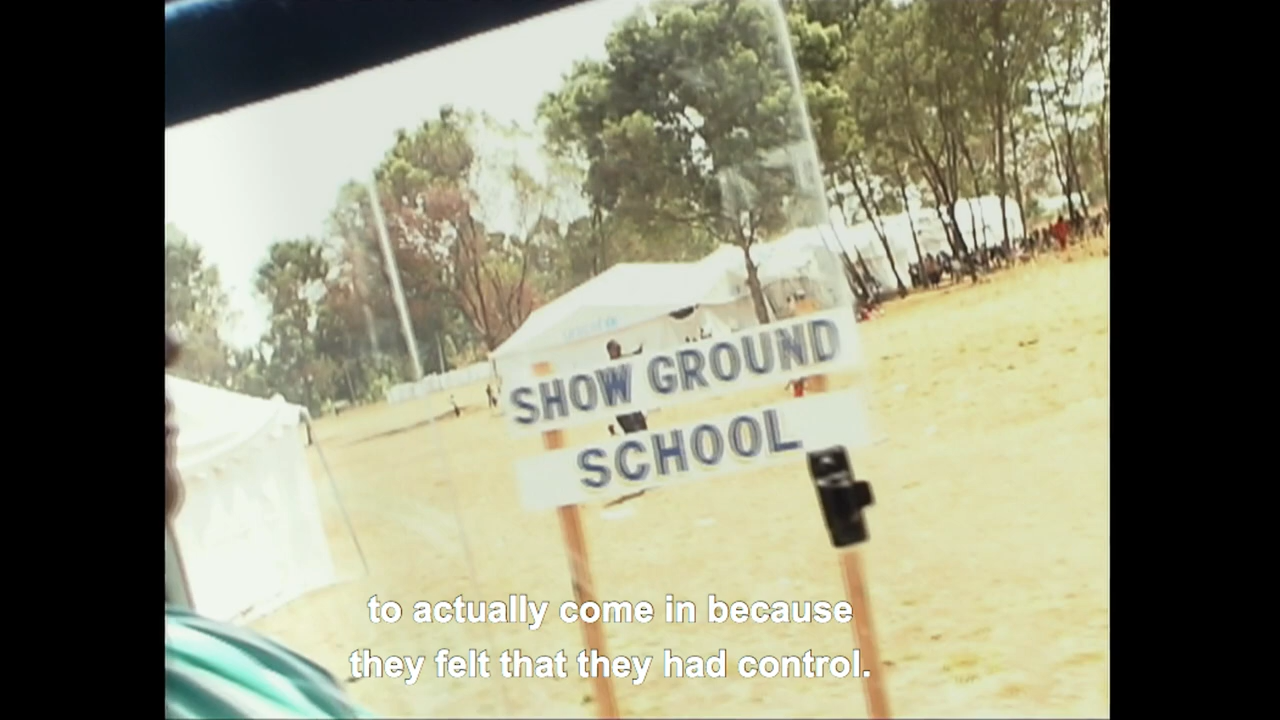 SHOW GROUND
SCHOOL
to actually come in because
they felt that they had control.